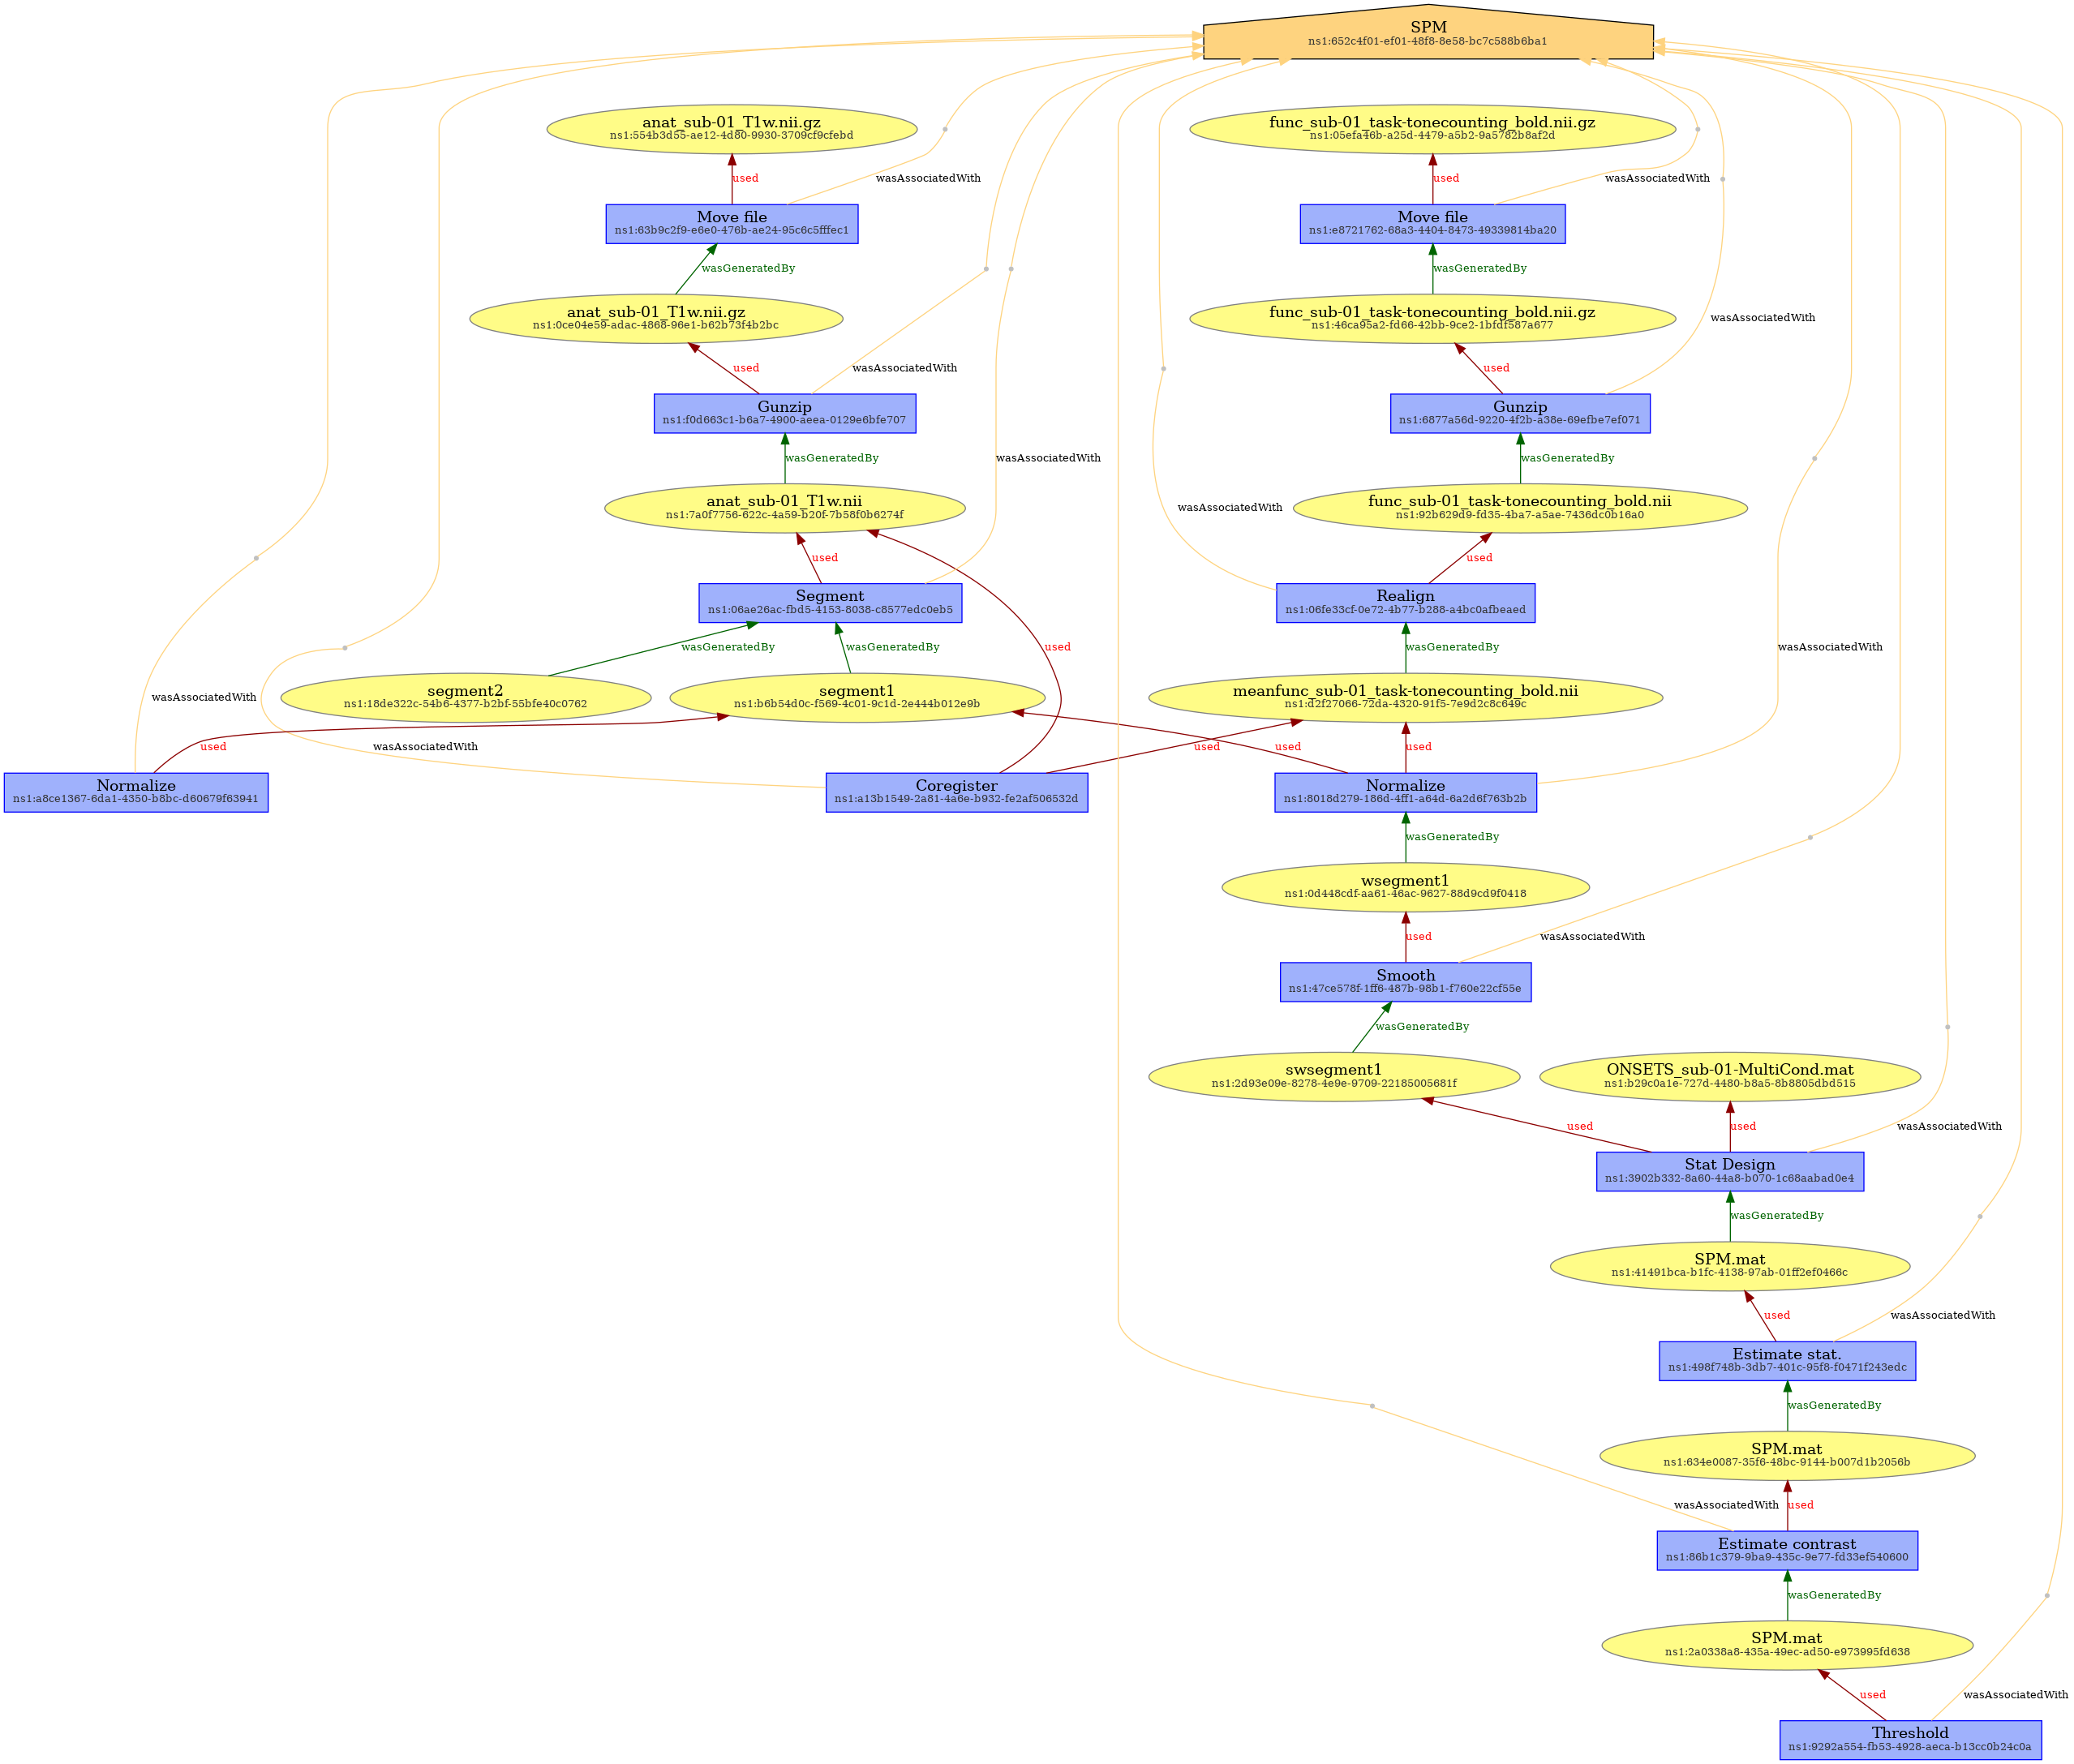 SPM
ns1:652c4f01-ef01-48f8-8e58-bc7c588b6ba1
anat_sub-01_T1w.nii.gz
ns1:554b3d55-ae12-4d80-9930-3709cf9cfebd
func_sub-01_task-tonecounting_bold.nii.gz
ns1:05efa46b-a25d-4479-a5b2-9a5782b8af2d
used
wasAssociatedWith
used
wasAssociatedWith
Move file
ns1:63b9c2f9-e6e0-476b-ae24-95c6c5fffec1
Move file
ns1:e8721762-68a3-4404-8473-49339814ba20
wasGeneratedBy
wasGeneratedBy
anat_sub-01_T1w.nii.gz
ns1:0ce04e59-adac-4868-96e1-b62b73f4b2bc
func_sub-01_task-tonecounting_bold.nii.gz
ns1:46ca95a2-fd66-42bb-9ce2-1bfdf587a677
wasAssociatedWith
used
wasAssociatedWith
used
Gunzip
ns1:f0d663c1-b6a7-4900-aeea-0129e6bfe707
Gunzip
ns1:6877a56d-9220-4f2b-a38e-69efbe7ef071
wasGeneratedBy
wasAssociatedWith
wasGeneratedBy
anat_sub-01_T1w.nii
ns1:7a0f7756-622c-4a59-b20f-7b58f0b6274f
wasAssociatedWith
func_sub-01_task-tonecounting_bold.nii
ns1:92b629d9-fd35-4ba7-a5ae-7436dc0b16a0
used
used
Segment
ns1:06ae26ac-fbd5-4153-8038-c8577edc0eb5
Realign
ns1:06fe33cf-0e72-4b77-b288-a4bc0afbeaed
wasGeneratedBy
wasGeneratedBy
used
wasGeneratedBy
wasAssociatedWith
wasAssociatedWith
segment2
ns1:18de322c-54b6-4377-b2bf-55bfe40c0762
segment1
ns1:b6b54d0c-f569-4c01-9c1d-2e444b012e9b
meanfunc_sub-01_task-tonecounting_bold.nii
ns1:d2f27066-72da-4320-91f5-7e9d2c8c649c
used
wasAssociatedWith
used
used
used
Normalize
ns1:a8ce1367-6da1-4350-b8bc-d60679f63941
Coregister
ns1:a13b1549-2a81-4a6e-b932-fe2af506532d
Normalize
ns1:8018d279-186d-4ff1-a64d-6a2d6f763b2b
wasGeneratedBy
wsegment1
ns1:0d448cdf-aa61-46ac-9627-88d9cd9f0418
used
wasAssociatedWith
Smooth
ns1:47ce578f-1ff6-487b-98b1-f760e22cf55e
wasGeneratedBy
swsegment1
ns1:2d93e09e-8278-4e9e-9709-22185005681f
ONSETS_sub-01-MultiCond.mat
ns1:b29c0a1e-727d-4480-b8a5-8b8805dbd515
used
used
wasAssociatedWith
Stat Design
ns1:3902b332-8a60-44a8-b070-1c68aabad0e4
wasGeneratedBy
SPM.mat
ns1:41491bca-b1fc-4138-97ab-01ff2ef0466c
used
wasAssociatedWith
Estimate stat.
ns1:498f748b-3db7-401c-95f8-f0471f243edc
wasGeneratedBy
SPM.mat
ns1:634e0087-35f6-48bc-9144-b007d1b2056b
wasAssociatedWith
used
Estimate contrast
ns1:86b1c379-9ba9-435c-9e77-fd33ef540600
wasGeneratedBy
SPM.mat
ns1:2a0338a8-435a-49ec-ad50-e973995fd638
used
wasAssociatedWith
Threshold
ns1:9292a554-fb53-4928-aeca-b13cc0b24c0a